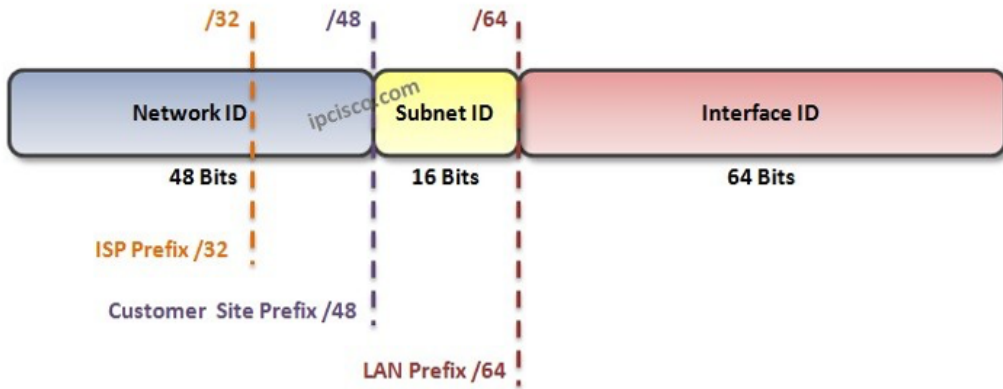 /32 /48 /64
Network ID Subnet ID Interface ID
ipcisco.com
48 Bits 16 Bits 64 Bits
ISP Prefix /32
Customer Site Prefix /48
LAN Prefix /64